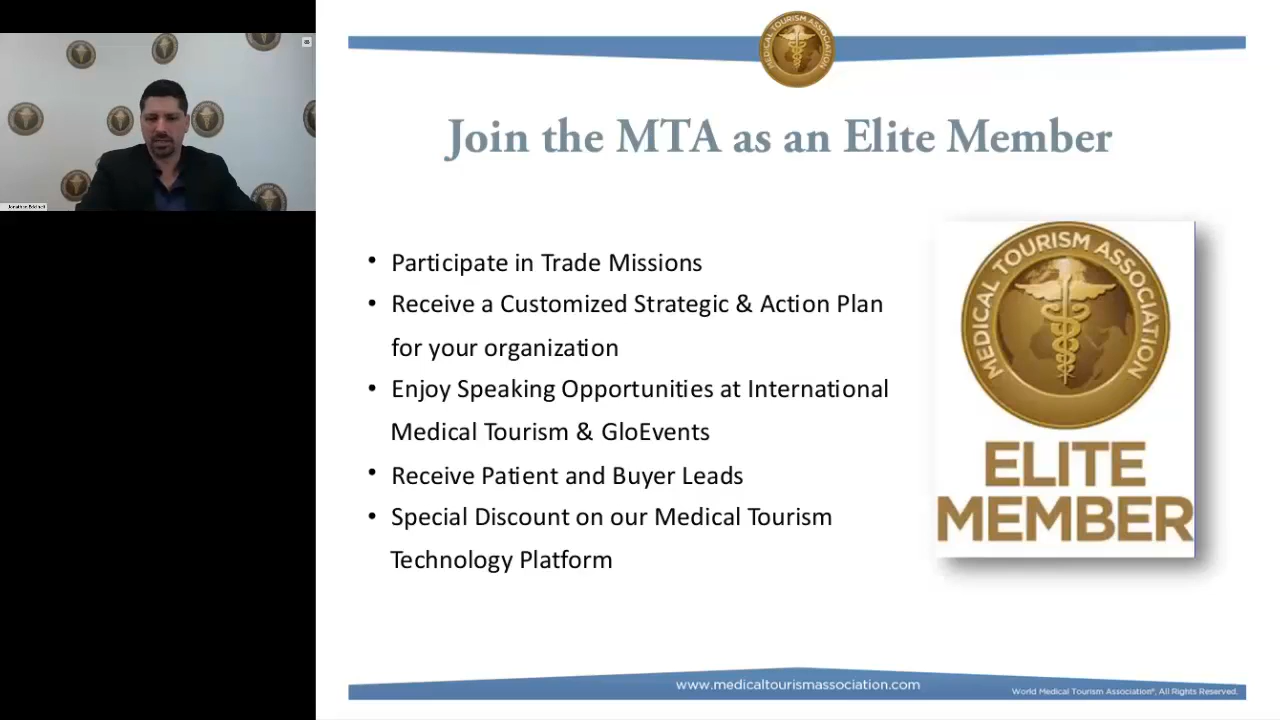 MEDICAL TOURISM ASSOCIATION
Join the MTA as an Elite Member
• Participate in Trade Missions
• Receive a Customized Strategic & Action Plan
for your organization
• Enjoy Speaking Opportunities at International
Medical Tourism & GloEvents
• Receive Patient and Buyer Leads
• Special Discount on our Medical Tourism
Technology Platform
MEDICAL TOURISM ASSOCIATION
ELITE
MEMBER
www.medicaltourismassociation.com
World Medical Tourism Association®, All Rights Reserved.